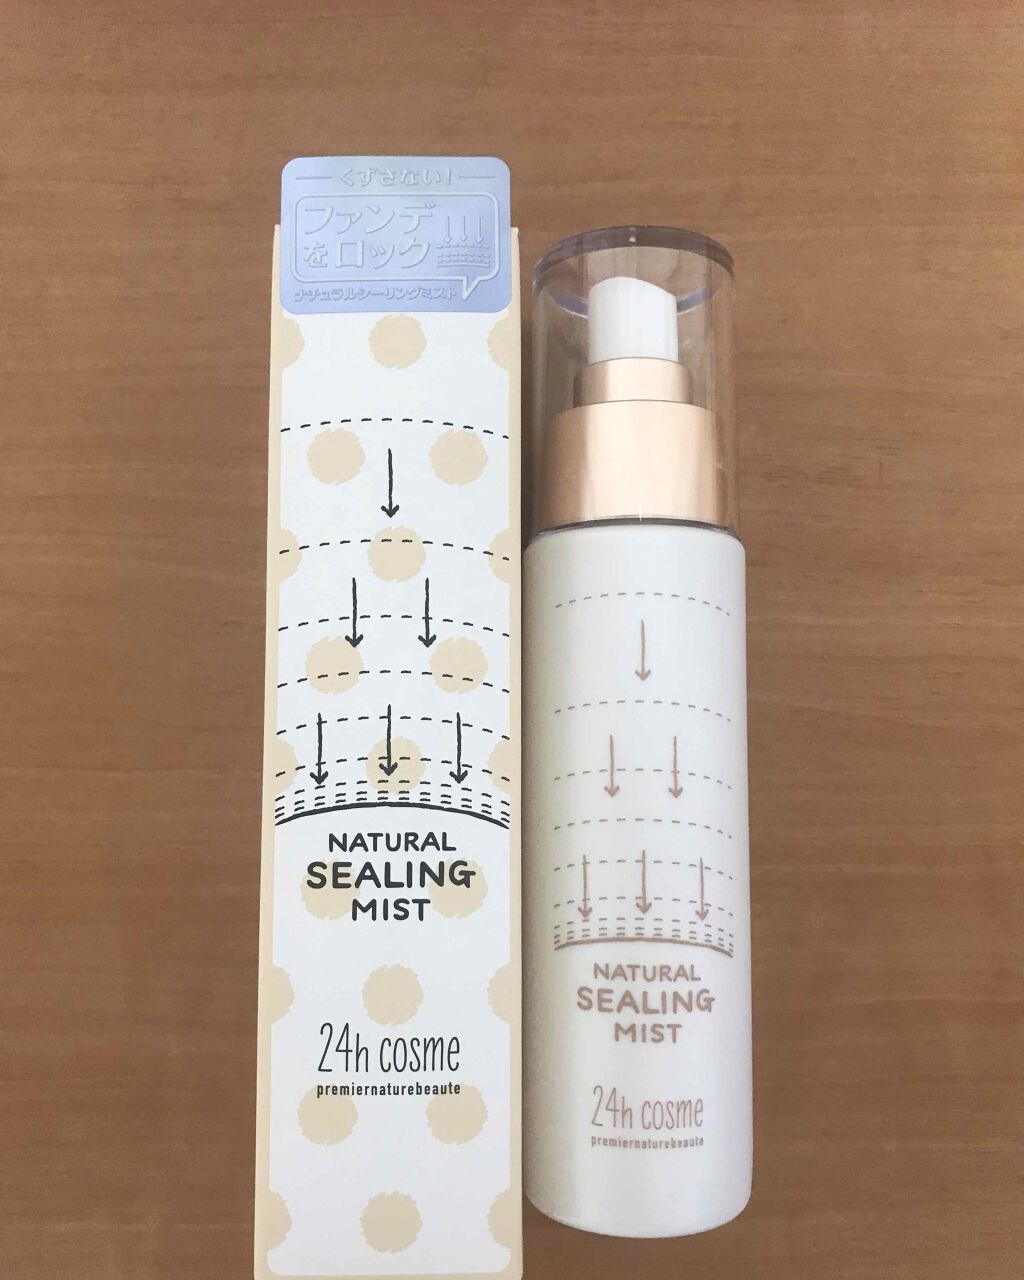 くずさない!
ファンデ
をロック
ナチュラルシーリングミスト
NATURAL
SEALING
MIST
24h cosme
premiernaturebeaute
NATURAL
SEALING
MIST
24h cosme
premiernaturebeaute